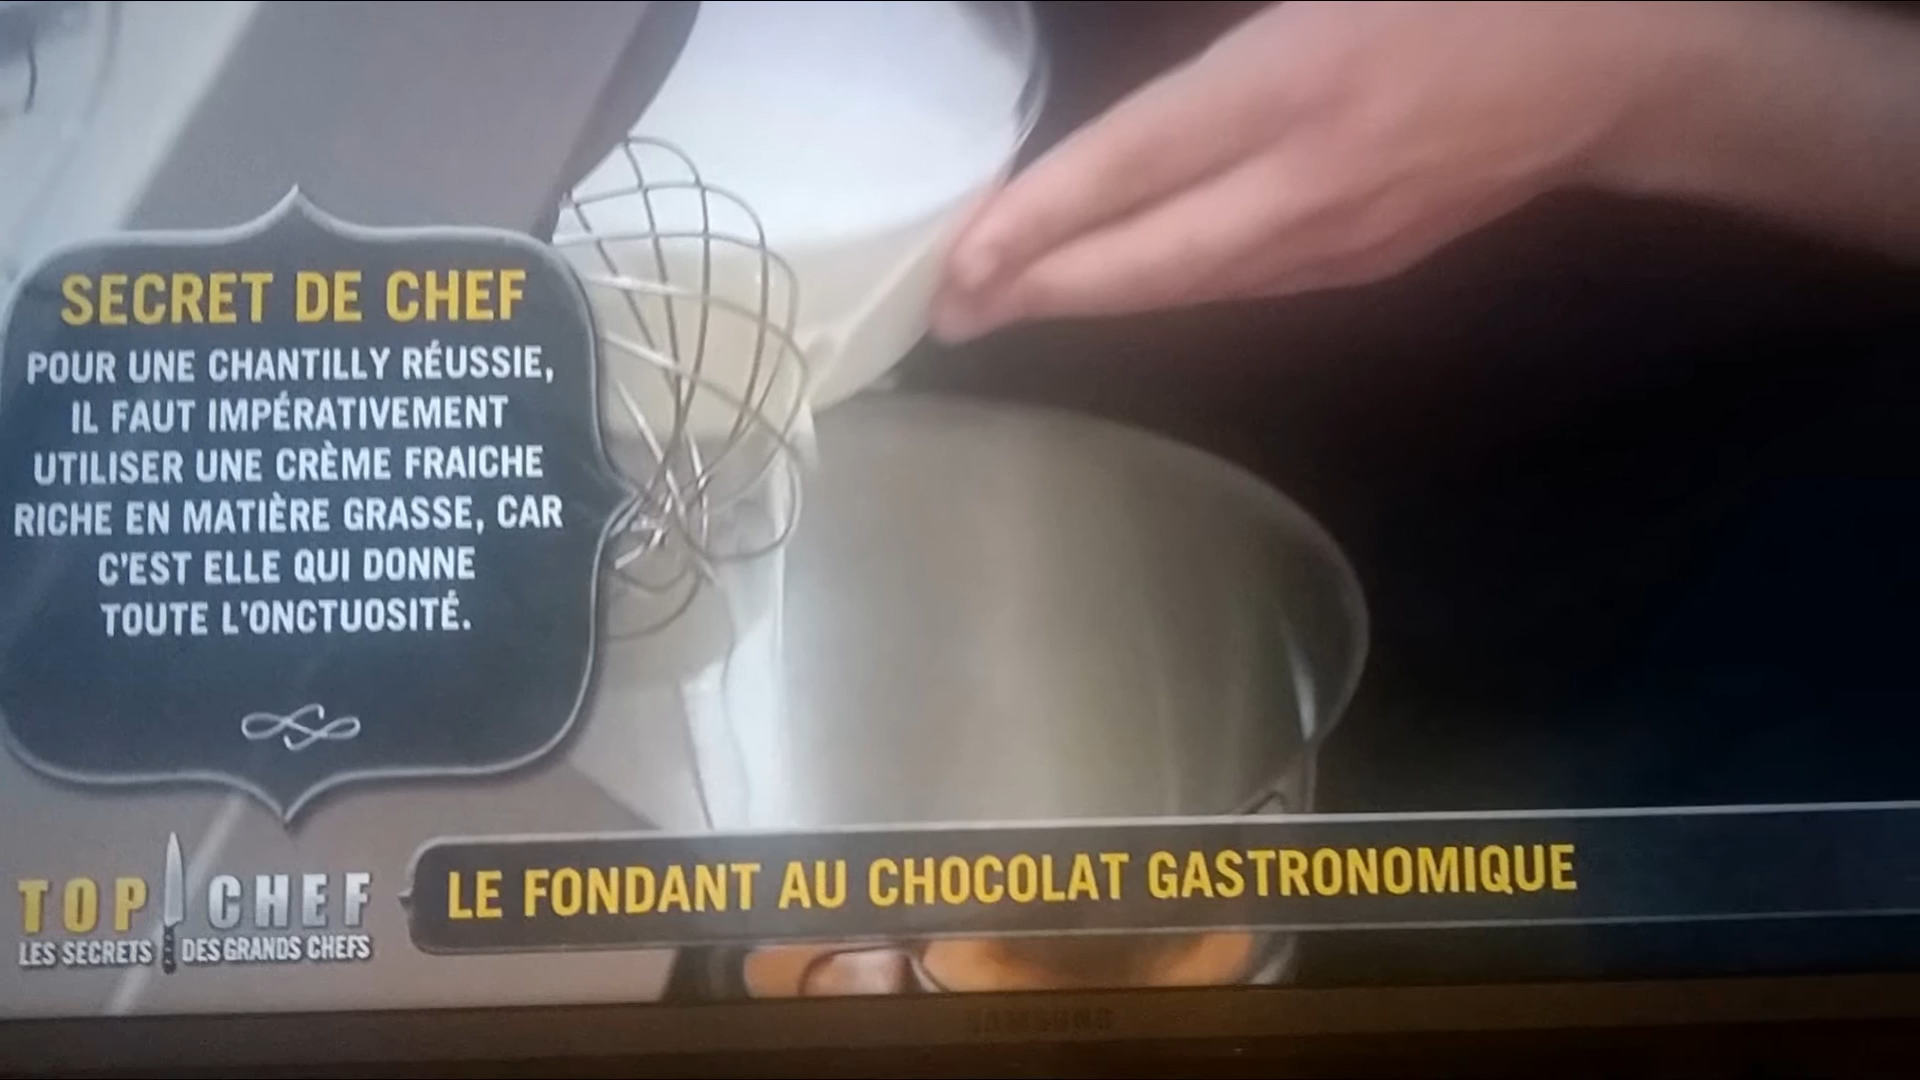 SECRET DE CHEF
POUR UNE CHANTILLY RÉUSSIE,
IL FAUT IMPÉRATIVEMENT
UTILISER UNE CRÈME FRAICHE
RICHE EN MATIÈRE GRASSE, CAR
C'EST ELLE QUI DONNE
TOUTE L'ONCTUOSITÉ.
TOP CHEF
LES SECRETS DES GRANDS CHEFS
LE FONDANT AU CHOCOLAT GASTRONOMIQUE
SAMSUNG